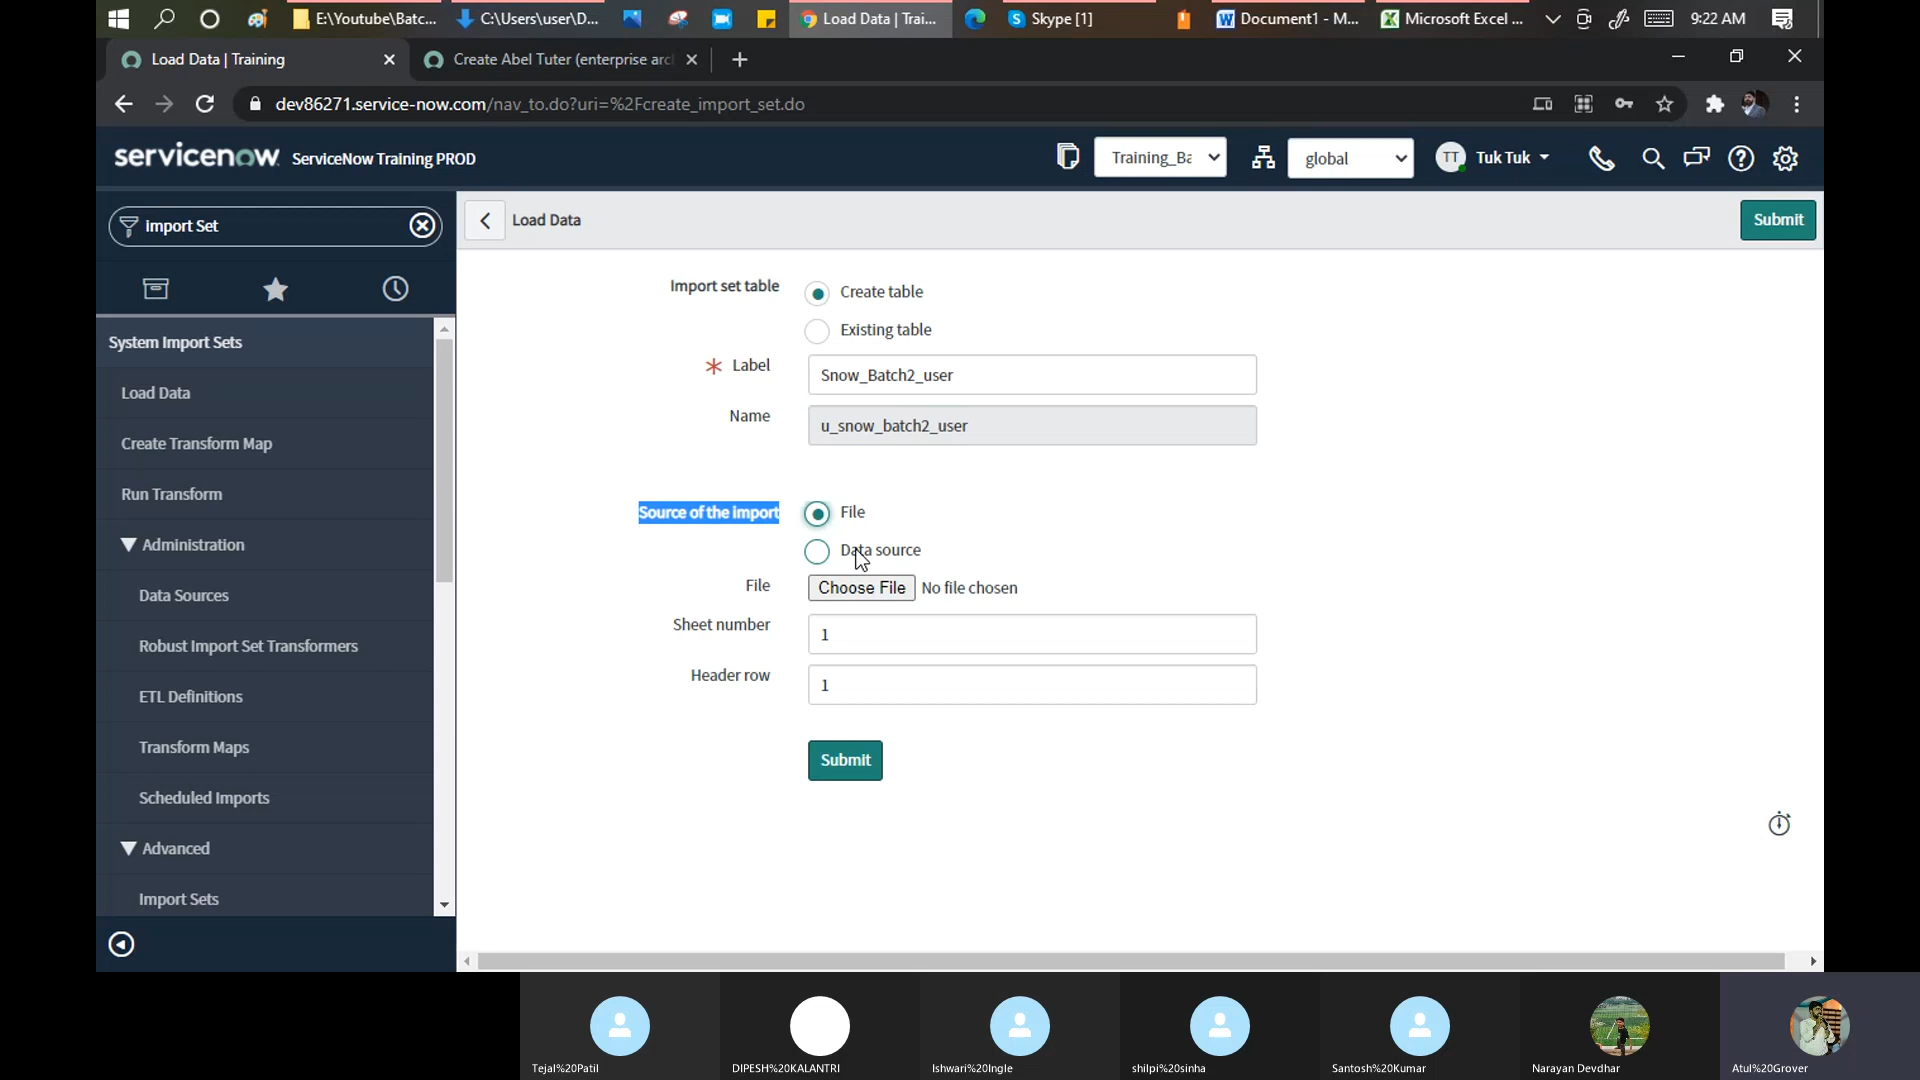 E:\Youtube\Batc...
C:\Users\user\D...
Load Data | Trai...
Skype [1]
Document1 - M...
Microsoft Excel ...
9:22 AM
Load Data | Training
Create Abel Tuter (enterprise arc
dev86271.service-now.com/nav_to.do?uri=%2Fcreate_import_set.do
servicenow
ServiceNow Training PROD
Training_Ba
global
TT
Tuk Tuk
Import Set
Load Data
Submit
System Import Sets
Load Data
Create Transform Map
Run Transform
Administration
Data Sources
Robust Import Set Transformers
ETL Definitions
Transform Maps
Scheduled Imports
Advanced
Import Sets
Import set table
Create table
Existing table
Label
Snow_Batch2_user
Name
u_snow_batch2_user
Source of the import
File
Data source
File
Choose File
No file chosen
Sheet number
1
Header row
1
Submit
Tejal%20Patil
DIPESH%20KALANTRI
Ishwari%20Ingle
shilpi%20sinha
Santosh%20Kumar
Narayan Devdhar
Atul%20Grover